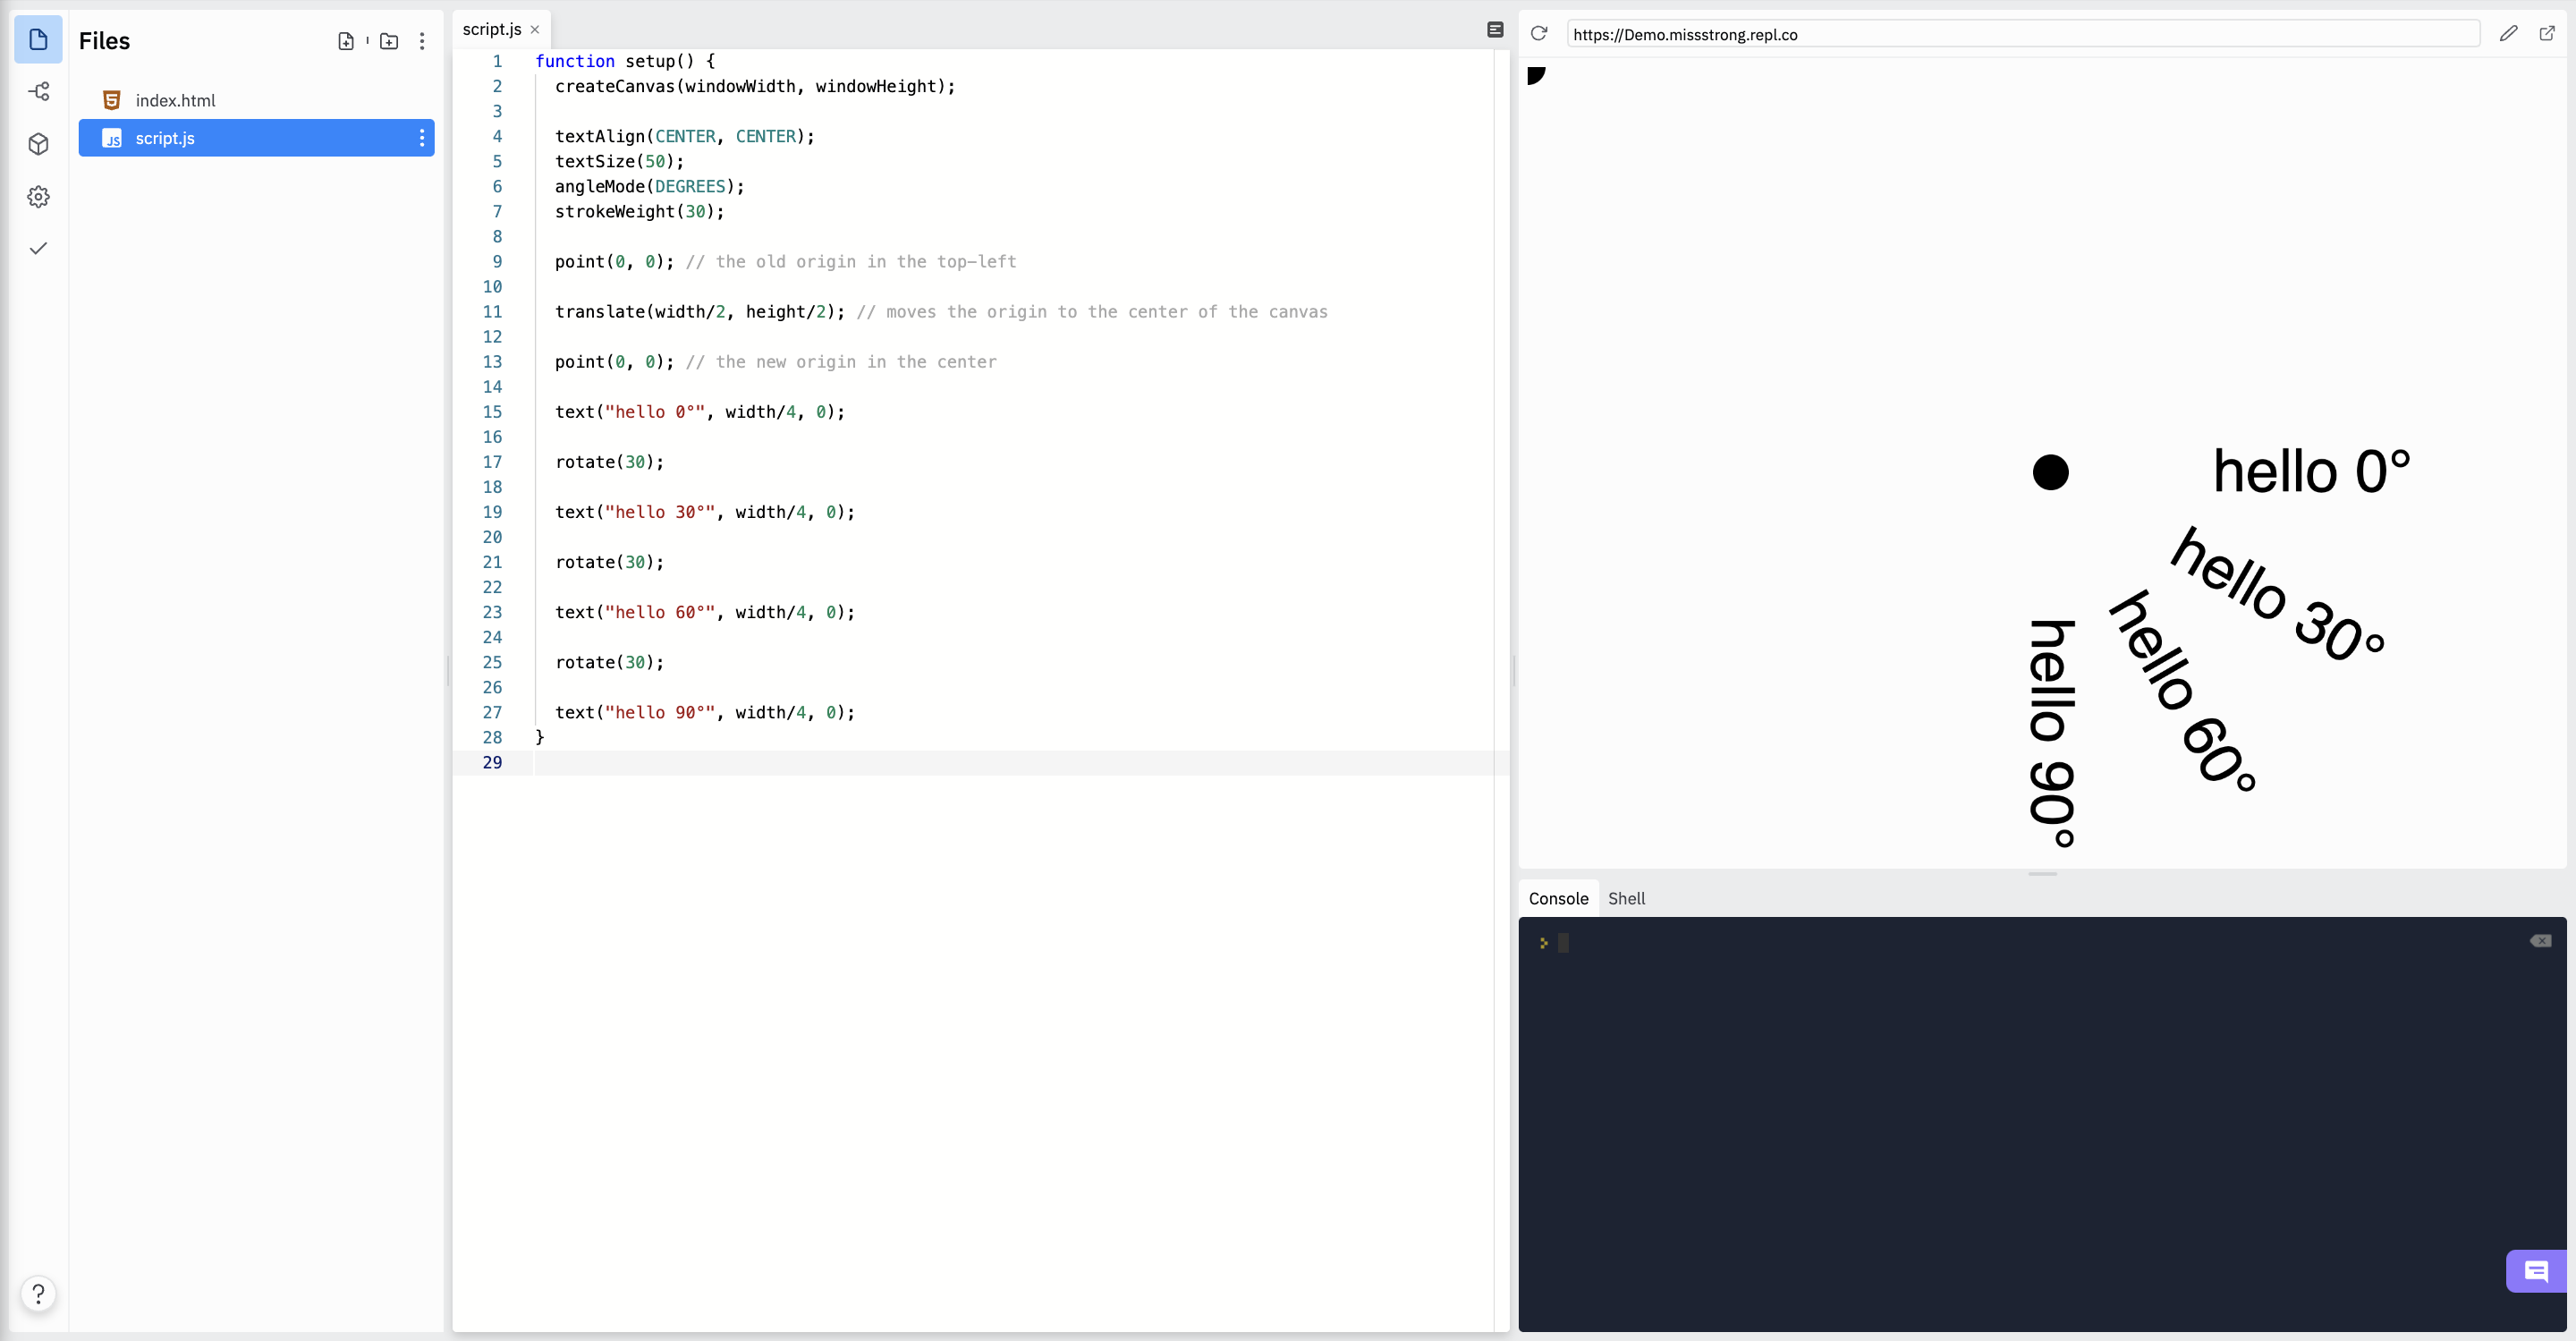 Files
index.html
script.js
script.js
1 function setup() {
2 createCanvas(windowWidth, windowHeight);
3
4 textAlign(CENTER, CENTER);
5 textSize(50);
6 angleMode(DEGREES);
7 strokeWeight(30);
8
9 point(0, 0); // the old origin in the top-left
10
11 translate(width/2, height/2); // moves the origin to the center of the canvas
12
13 point(0, 0); // the new origin in the center
14
15 text("hello 0°", width/4, 0);
16
17 rotate(30);
18
19 text("hello 30°", width/4, 0);
20
21 rotate(30);
22
23 text("hello 60°", width/4, 0);
24
25 rotate(30);
26
27 text("hello 90°", width/4, 0);
28 }
29
https://Demo.missstrong.repl.co
hello 0°
hello 30°
hello 60°
hello 90°
Console Shell